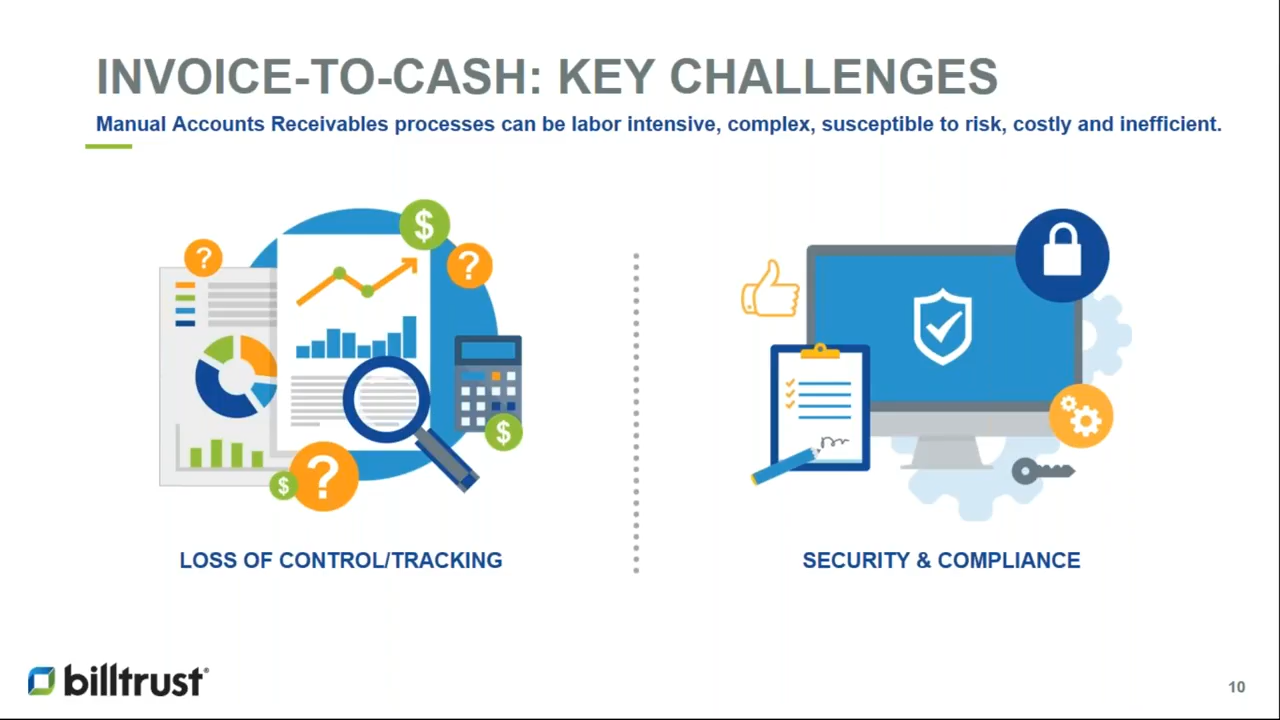 INVOICE-TO-CASH: KEY CHALLENGES
Manual Accounts Receivables processes can be labor intensive, complex, susceptible to risk, costly and inefficient.
$
?
?
$
?
$
LOSS OF CONTROL/TRACKING
SECURITY & COMPLIANCE
billtrust®
10